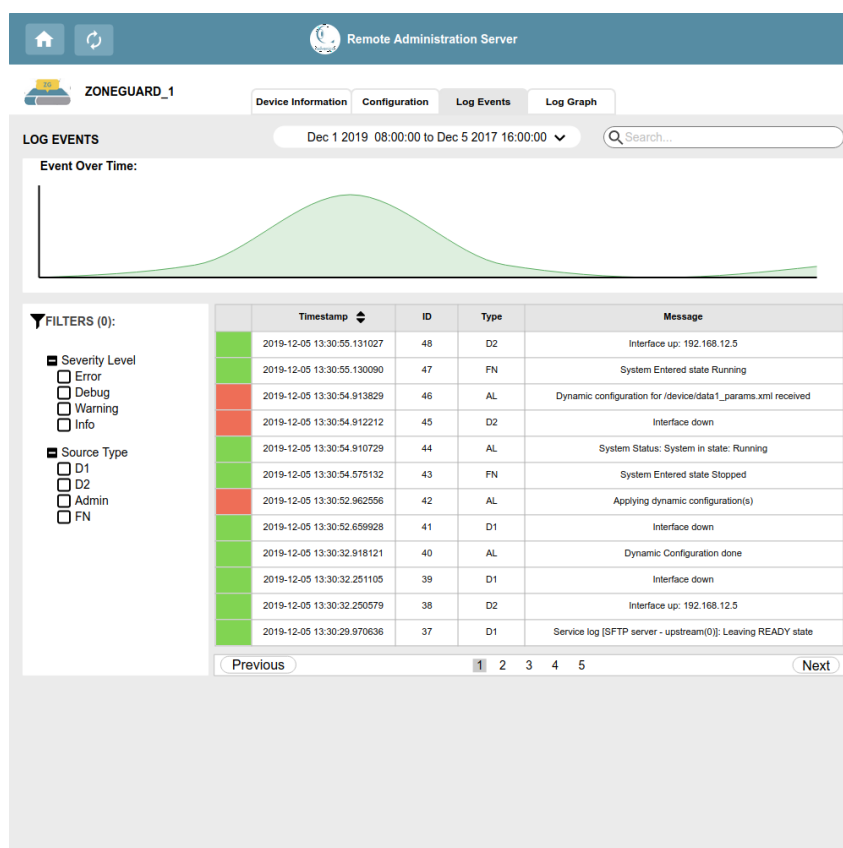 Remote Administration Server
ZG
ZONEGUARD_1
Device Information Configuration Log Events Log Graph
LOG EVENTS
Dec 1 2019 08:00:00 to Dec 5 2017 16:00:00
Search...
Event Over Time:
FILTERS (0):
Severity Level
Error
Debug
Warning
Info
Source Type
D1
D2
Admin
FN
Timestamp ID Type Message
2019-12-05 13:30:55.131027 48 D2 Interface up: 192.168.12.5
2019-12-05 13:30:55.130090 47 FN System Entered state Running
2019-12-05 13:30:54.913829 46 AL Dynamic configuration for /device/data1_params.xml received
2019-12-05 13:30:54.912212 45 D2 Interface down
2019-12-05 13:30:54.910729 44 AL System Status: System in state: Running
2019-12-05 13:30:54.575132 43 FN System Entered state Stopped
2019-12-05 13:30:52.962556 42 AL Applying dynamic configuration(s)
2019-12-05 13:30:52.659928 41 D1 Interface down
2019-12-05 13:30:32.918121 40 AL Dynamic Configuration done
2019-12-05 13:30:32.251105 39 D1 Interface down
2019-12-05 13:30:32.250579 38 D2 Interface up: 192.168.12.5
2019-12-05 13:30:29.970636 37 D1 Service log [SFTP server - upstream(0)]: Leaving READY state
Previous 1 2 3 4 5 Next